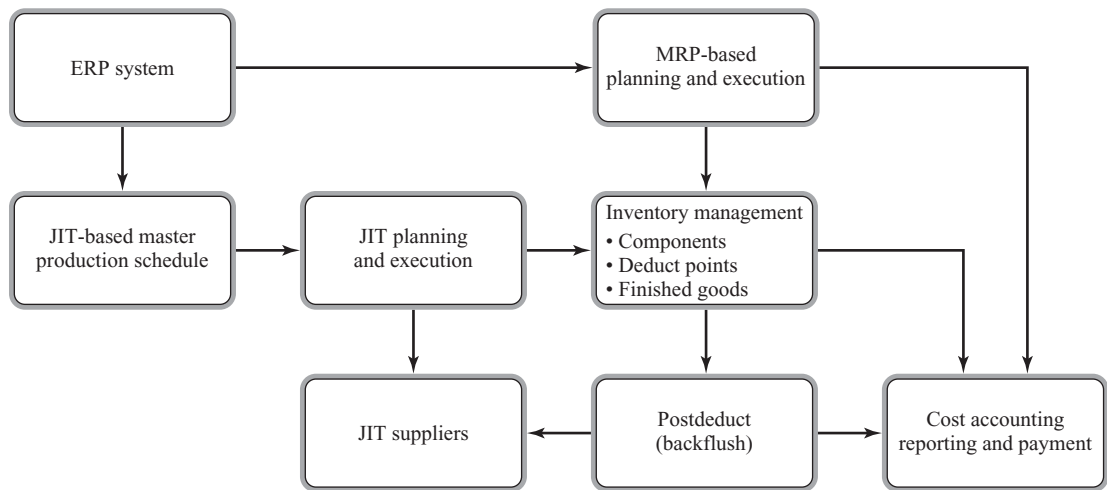 ERP system
MRP-based
planning and execution
JIT-based master
production schedule
JIT planning
and execution
Inventory management
• Components
• Deduct points
• Finished goods
JIT suppliers
Postdeduct
(backflush)
Cost accounting
reporting and payment